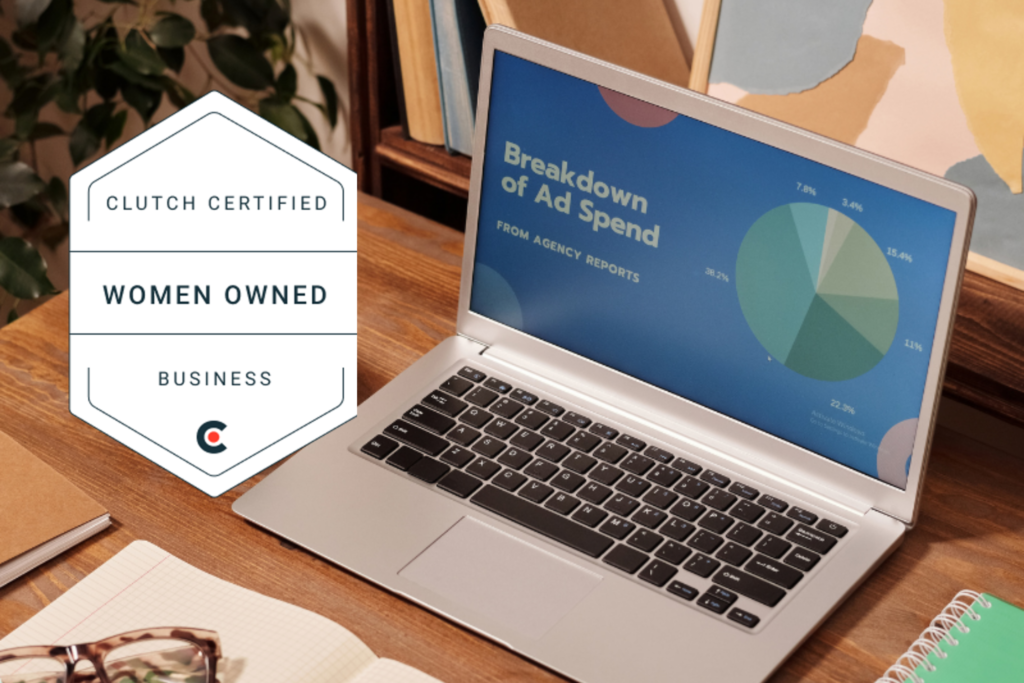 CLUTCH CERTIFIED
WOMEN OWNED
BUSINESS
Breakdown
of Ad Spend
FROM AGENCY REPORTS
7.8%
3.4%
15.4%
38.2%
11%
22.3%